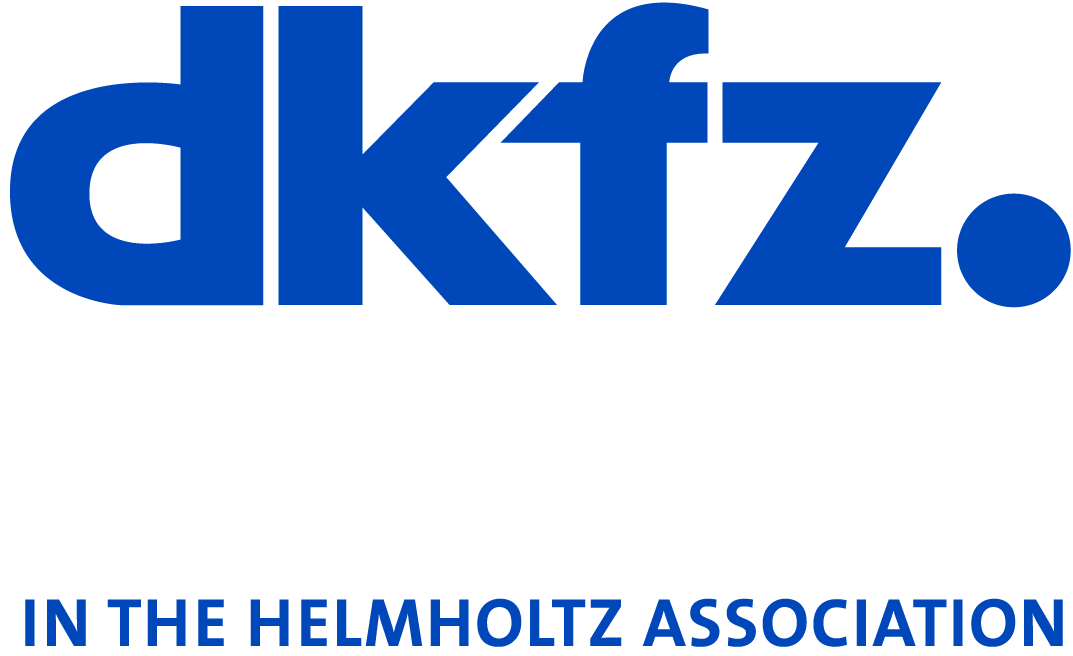 dkfz.
IN THE HELMHOLTZ ASSOCIATION